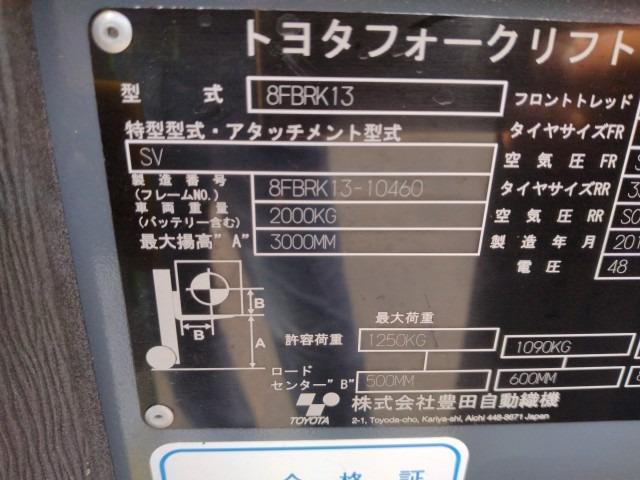 トヨタフォークリフト
型 式 8FBRK13 フロントトレッド
特型型式・アタッチメント型式 タイヤサイズFR
SV 空気圧 FR
製造番号 (フレームNO.) 8FBRK13-10460 タイヤサイズRR
車両重量 (バッテリー含む) 2000KG 空気圧 RR
最大揚高"A" 3000MM 製造年月 201
電圧 48
B
B A
最大荷重
許容荷重 1250KG 1090KG
ロード
センター"B" 500MM 600MM
TOYOTA 株式会社豊田自動織機
2-1, Toyoda-cho, Kariya-shi, Aichi 448-8671 Japan
合格証